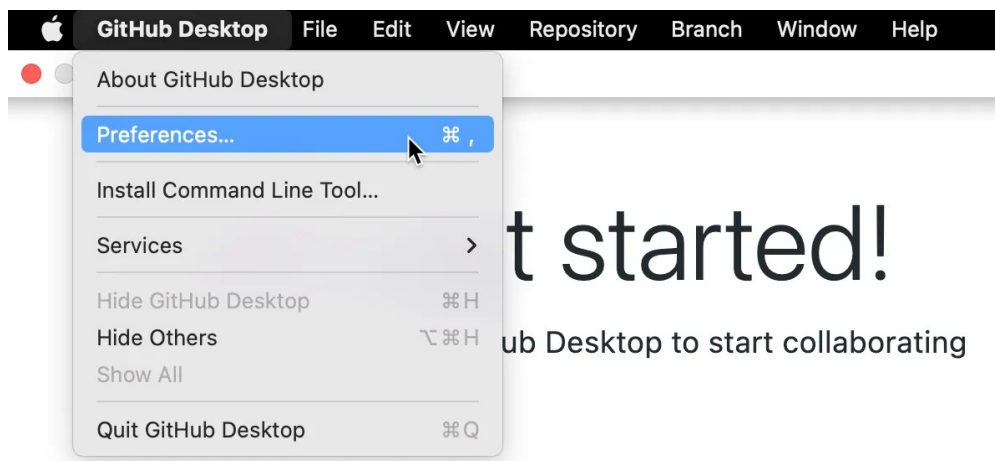 GitHub Desktop File Edit View Repository Branch Window Help
About GitHub Desktop
Preferences... ⌘ ,
Install Command Line Tool...
Services
Hide GitHub Desktop ⌘H
Hide Others ⌥⌘H
Show All
Quit GitHub Desktop ⌘Q
t started!
ub Desktop to start collaborating